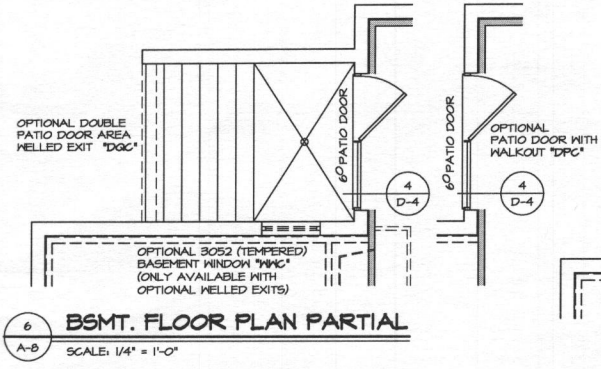 OPTIONAL DOUBLE
PATIO DOOR AREA
WELLED EXIT "DQC"
6⁰ PATIO DOOR
4
D-4
6⁰ PATIO DOOR
OPTIONAL
PATIO DOOR WITH
WALKOUT "DPC"
4
D-4
OPTIONAL 3052 (TEMPERED)
BASEMENT WINDOW "WWC"
(ONLY AVAILABLE WITH
OPTIONAL WELLED EXITS)
6
A-8
BSMT. FLOOR PLAN PARTIAL
SCALE: 1/4" = 1'-0"